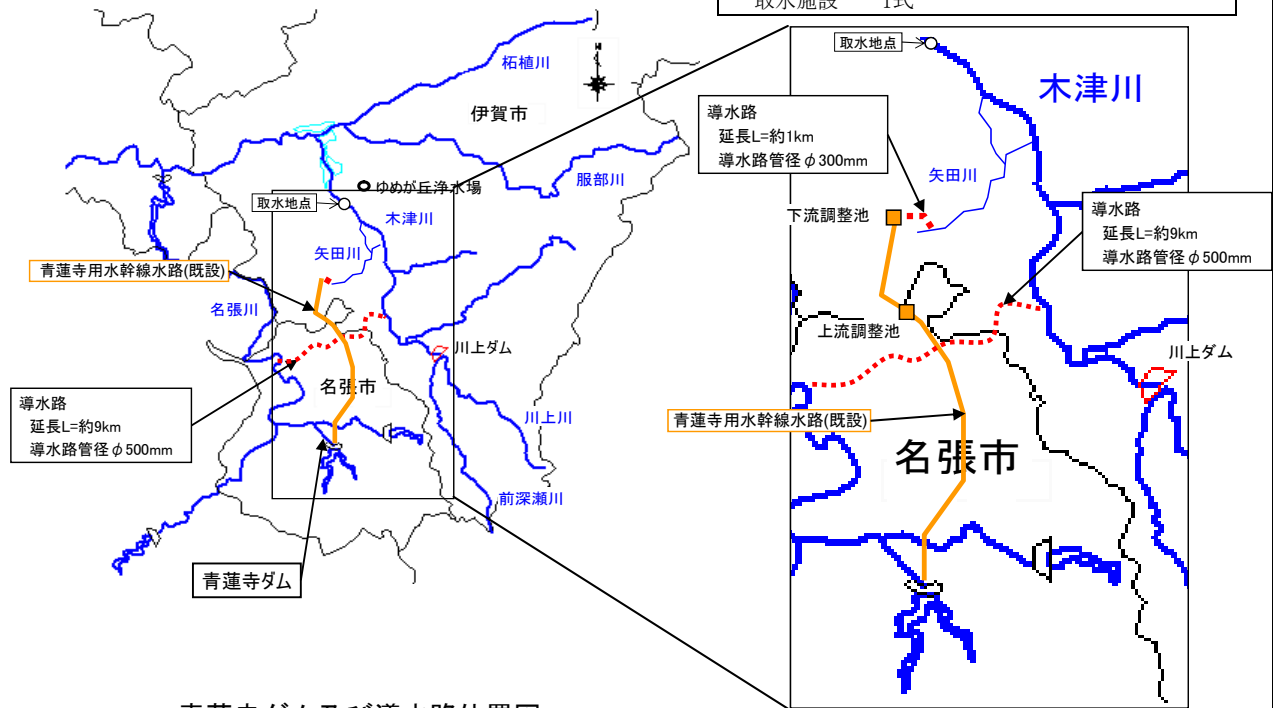 取水施設 1式
柘植川
伊賀市
服部川
ゆめが丘浄水場
取水地点
木津川
矢田川
青蓮寺用水幹線水路(既設)
名張川
川上ダム
名張市
導水路
延長L=約9km
導水路管径φ500mm
川上川
前深瀬川
青蓮寺ダム
取水地点
木津川
導水路
延長L=約1km
導水路管径φ300mm
矢田川
下流調整池
導水路
延長L=約9km
導水路管径φ500mm
上流調整池
川上ダム
青蓮寺用水幹線水路(既設)
名張市